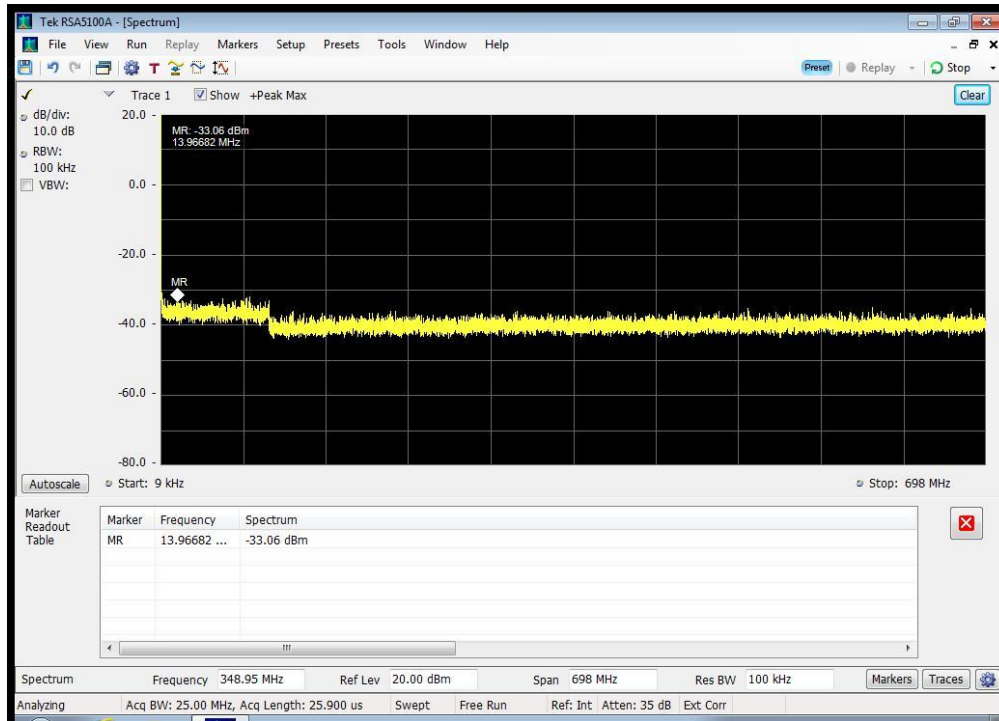 Tek RSA5100A - [Spectrum]
File View Run Replay Markers Setup Presets Tools Window Help
T Preset Replay Stop
Trace 1 Show +Peak Max Clear
dB/div:
10.0 dB
RBW:
100 kHz
VBW:
20.0
0.0
-20.0
-40.0
-60.0
-80.0
MR: -33.06 dBm
13.96682 MHz
MR
Autoscale Start: 9 kHz Stop: 698 MHz
Marker
Readout
Table
Marker Frequency Spectrum
MR 13.96682 ... -33.06 dBm
Spectrum Frequency 348.95 MHz Ref Lev 20.00 dBm Span 698 MHz Res BW 100 kHz Markers Traces
Analyzing Acq BW: 25.00 MHz, Acq Length: 25.900 us Swept Free Run Ref: Int Atten: 35 dB Ext Corr